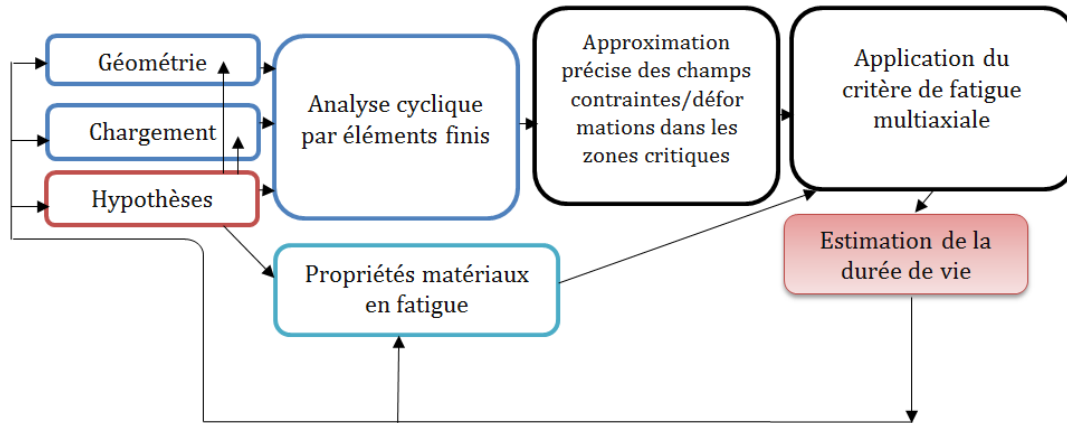 Géométrie
Chargement
Hypothèses
Analyse cyclique
par éléments finis
Approximation
précise des champs
contraintes/défor
mations dans les
zones critiques
Application du
critère de fatigue
multiaxiale
Propriétés matériaux
en fatigue
Estimation de la
durée de vie